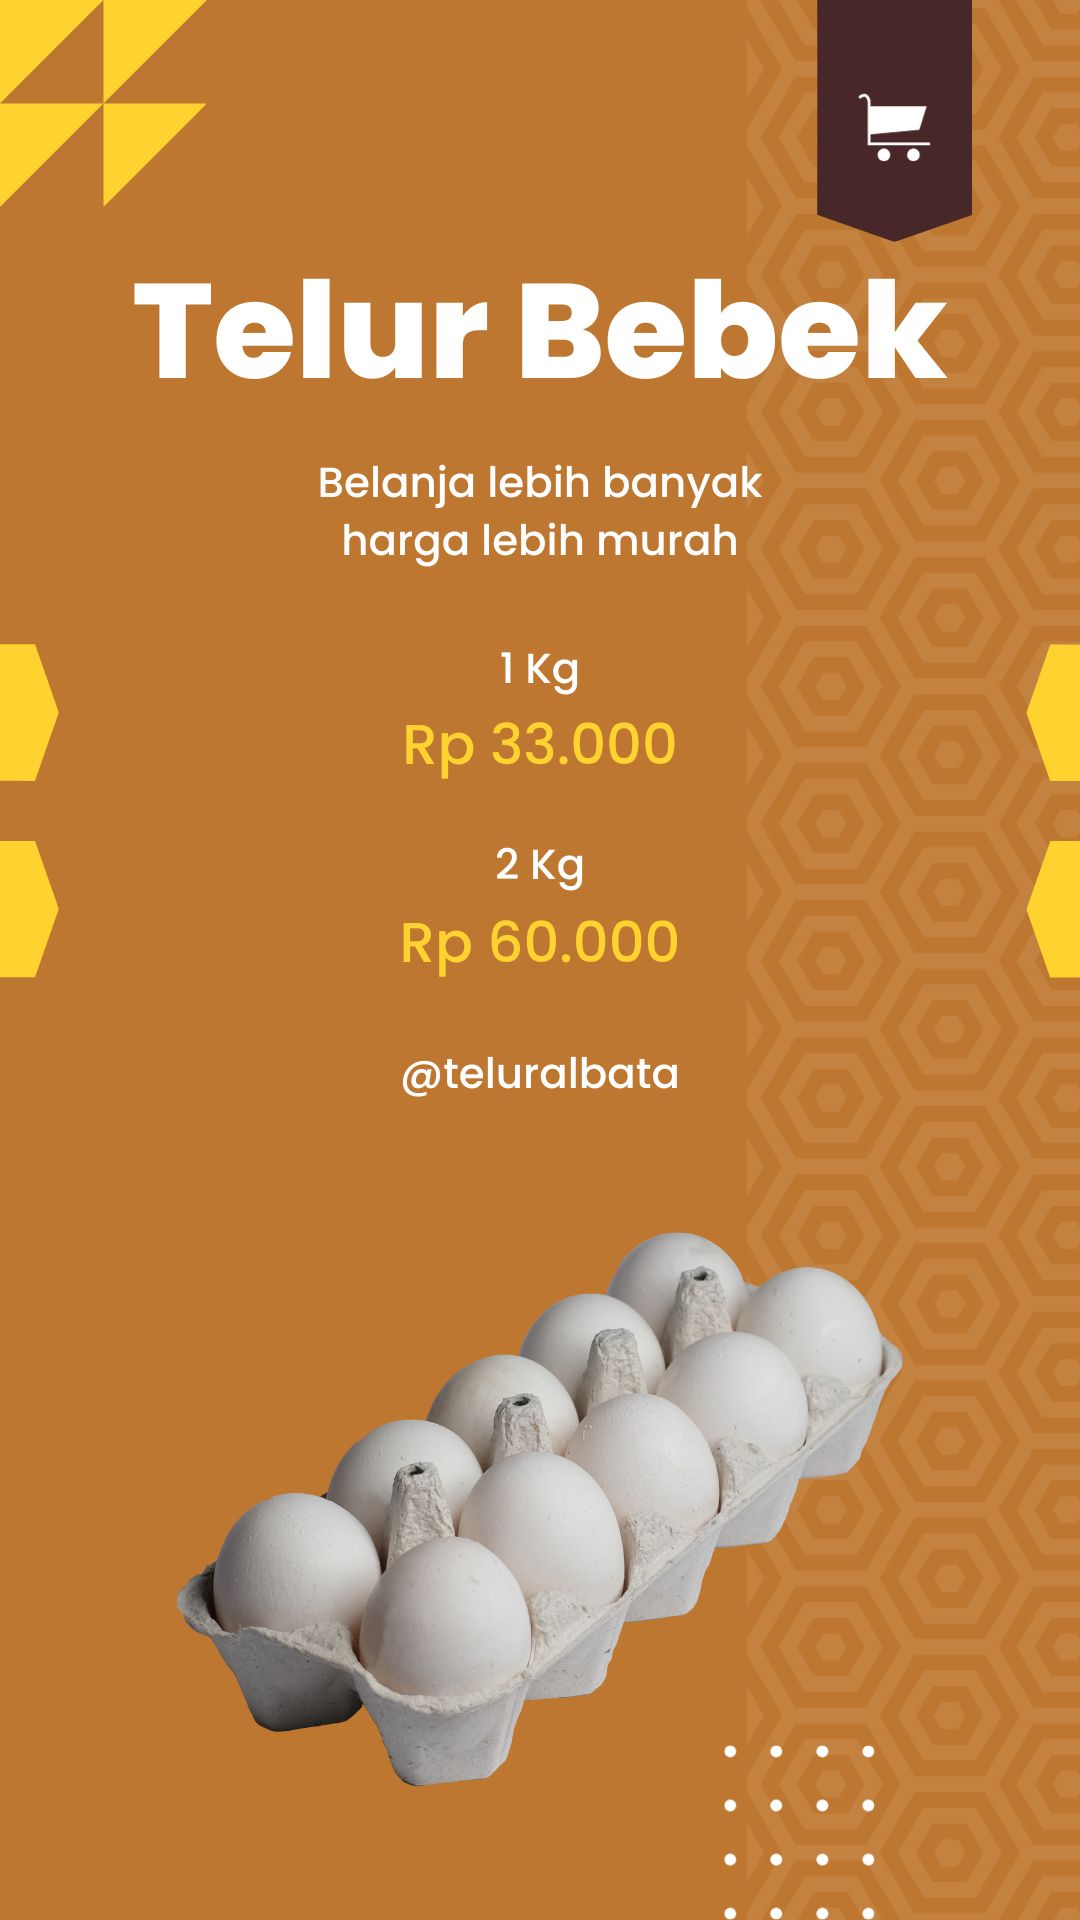 Telur Bebek
Belanja lebih banyak
harga lebih murah
1 Kg
Rp 33.000
2 Kg
Rp 60.000
@teluralbata